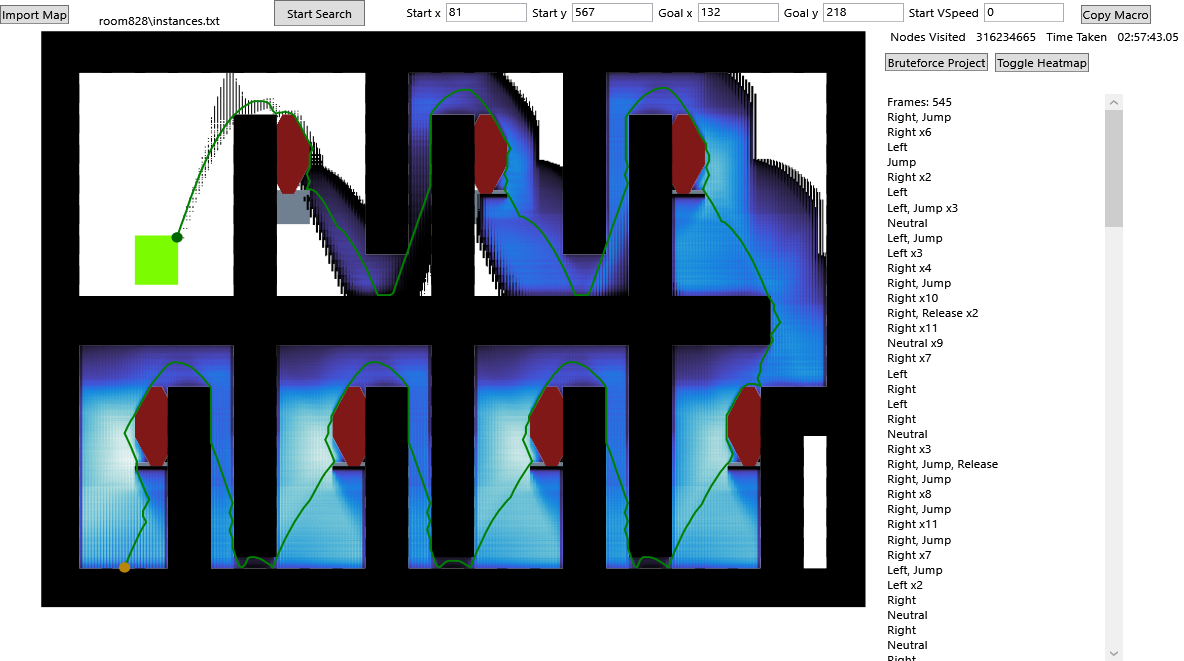 Import Map
room828\instances.txt
Start Search
Start x 81 Start y 567 Goal x 132 Goal y 218 Start VSpeed 0
Copy Macro
Nodes Visited 316234665 Time Taken 02:57:43.05
Bruteforce Project Toggle Heatmap
Frames: 545
Right, Jump
Right x6
Left
Jump
Right x2
Left
Left, Jump x3
Neutral
Left, Jump
Left x3
Right x4
Right, Jump
Right x10
Right, Release x2
Right x11
Neutral x9
Right x7
Left
Right
Left
Right
Neutral
Right x3
Right, Jump, Release
Right, Jump
Right x8
Right, Jump
Right x11
Right, Jump
Right x7
Left, Jump
Left x2
Right
Neutral
Right
Neutral
Right